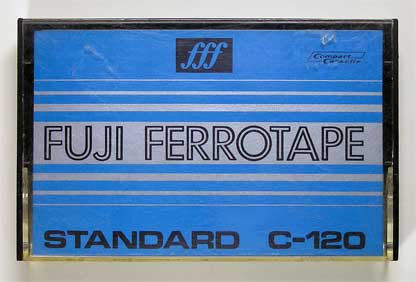 fff
Compact
Cassette
FUJI FERROTAPE
STANDARD C-120